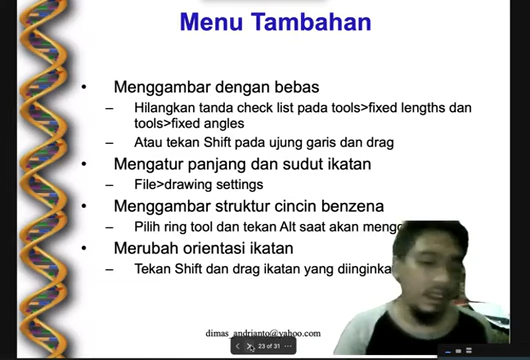 Menu Tambahan
• Menggambar dengan bebas
– Hilangkan tanda check list pada tools>fixed lengths dan
tools>fixed angles
– Atau tekan Shift pada ujung garis dan drag
• Mengatur panjang dan sudut ikatan
– File>drawing settings
• Menggambar struktur cincin benzena
– Pilih ring tool dan tekan Alt saat akan
• Merubah orientasi ikatan
– Tekan Shift dan drag ikatan yang
dimas_andrianto@yahoo.com
23 of 31